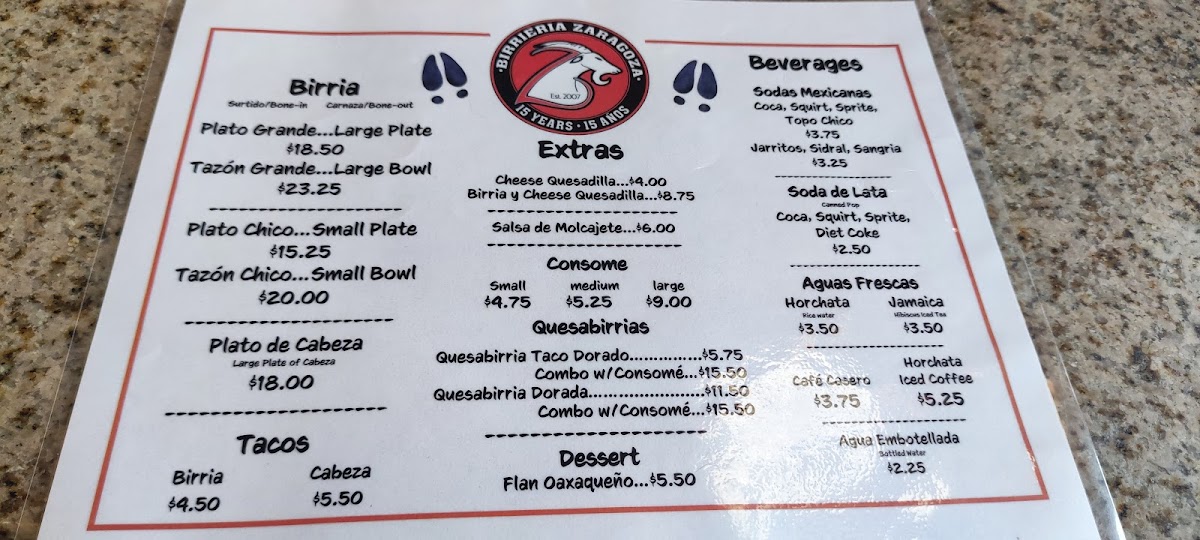 Birria
Surtido/Bone-in Carnaza/Bone-out
Plato Grande...Large Plate
$18.50
Tazón Grande...Large Bowl
$23.25
Plato Chico...Small Plate
$15.25
Tazón Chico...Small Bowl
$20.00
Plato de Cabeza
Large Plate of Cabeza
$18.00
Tacos
Birria Cabeza
$4.50 $5.50
·BIRRIERIA ZARAGOZA·
Est. 2007
15 YEARS · 15 AÑOS
Extras
Cheese Quesadilla...$4.00
Birria y Cheese Quesadilla...$8.75
Salsa de Molcajete...$6.00
Consome
Small medium large
$4.75 $5.25 $9.00
Quesabirrias
Quesabirria Taco Dorado...............$5.75
Combo w/Consomé...$15.50
Quesabirria Dorada.........................$11.50
Combo w/Consomé...$15.50
Dessert
Flan Oaxaqueño...$5.50
Beverages
Sodas Mexicanas
Coca, Squirt, Sprite,
Topo Chico
$3.75
Jarritos, Sidral, Sangria
$3.25
Soda de Lata
Canned Pop
Coca, Squirt, Sprite,
Diet Coke
$2.50
Aguas Frescas
Horchata Jamaica
Rice water Hibiscus Iced Tea
$3.50 $3.50
Horchata
Café Casero Iced Coffee
$3.75 $5.25
Agua Embotellada
Bottled Water
$2.25